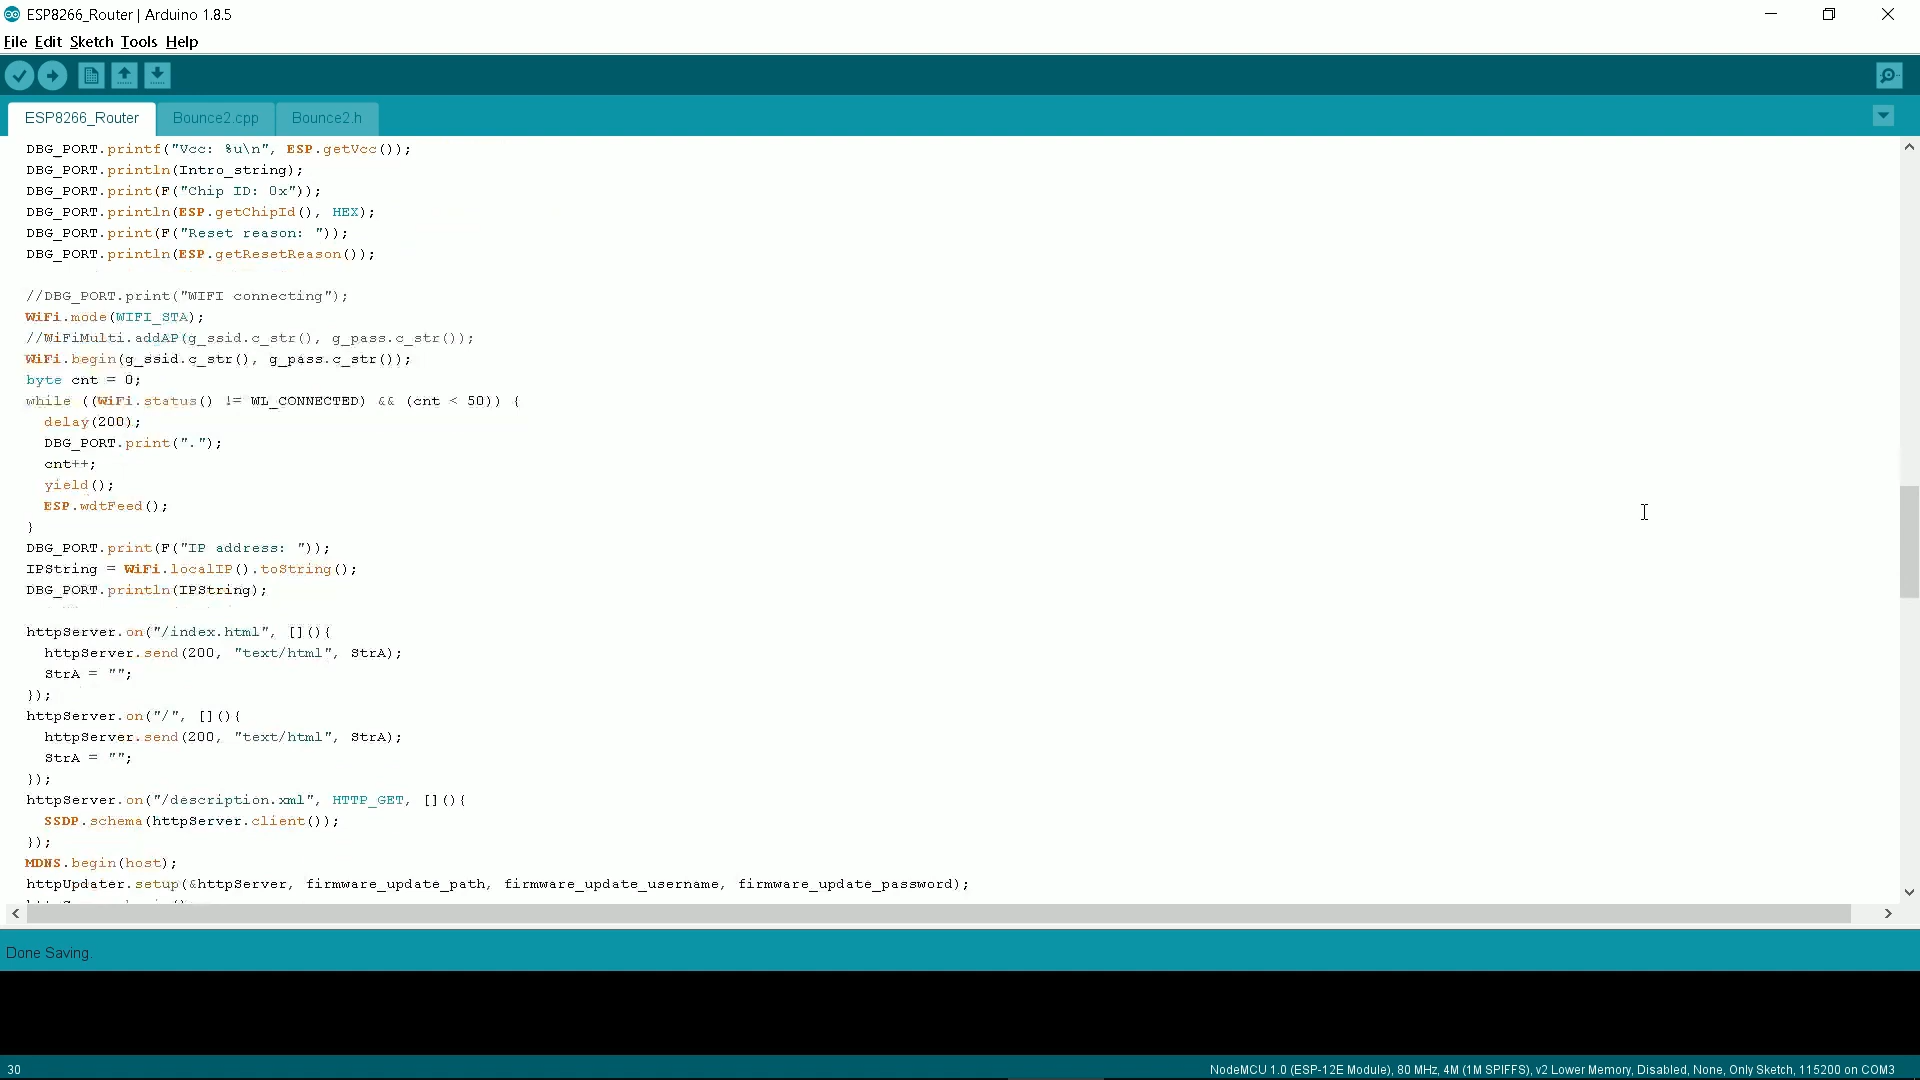 ESP8266_Router | Arduino 1.8.5
File Edit Sketch Tools Help
ESP8266_Router Bounce2.cpp Bounce2.h
DBG_PORT.printf("Vcc: %u\n", ESP.getVcc());
DBG_PORT.println(Intro_string);
DBG_PORT.print(F("Chip ID: 0x"));
DBG_PORT.println(ESP.getChipId(), HEX);
DBG_PORT.print(F("Reset reason: "));
DBG_PORT.println(ESP.getResetReason());
//DBG_PORT.print("WIFI connecting");
WiFi.mode(WIFI_STA);
//WiFiMulti.addAP(g_ssid.c_str(), g_pass.c_str());
WiFi.begin(g_ssid.c_str(), g_pass.c_str());
byte cnt = 0;
while ((WiFi.status() != WL_CONNECTED) && (cnt < 50)) {
delay(200);
DBG_PORT.print(".");
cnt++;
yield();
ESP.wdtFeed();
}
DBG_PORT.print(F("IP address: "));
IPString = WiFi.localIP().toString();
DBG_PORT.println(IPString);
httpServer.on("/index.html", [](){
httpServer.send(200, "text/html", StrA);
StrA = "";
});
httpServer.on("/", [](){
httpServer.send(200, "text/html", StrA);
StrA = "";
});
httpServer.on("/description.xml", HTTP_GET, [](){
SSDP.schema(httpServer.client());
});
MDNS.begin(host);
httpUpdater.setup(&httpServer, firmware_update_path, firmware_update_username, firmware_update_password);
Done Saving.
30 NodeMCU 1.0 (ESP-12E Module), 80 MHz, 4M (1M SPIFFS), v2 Lower Memory, Disabled, None, Only Sketch, 115200 on COM3